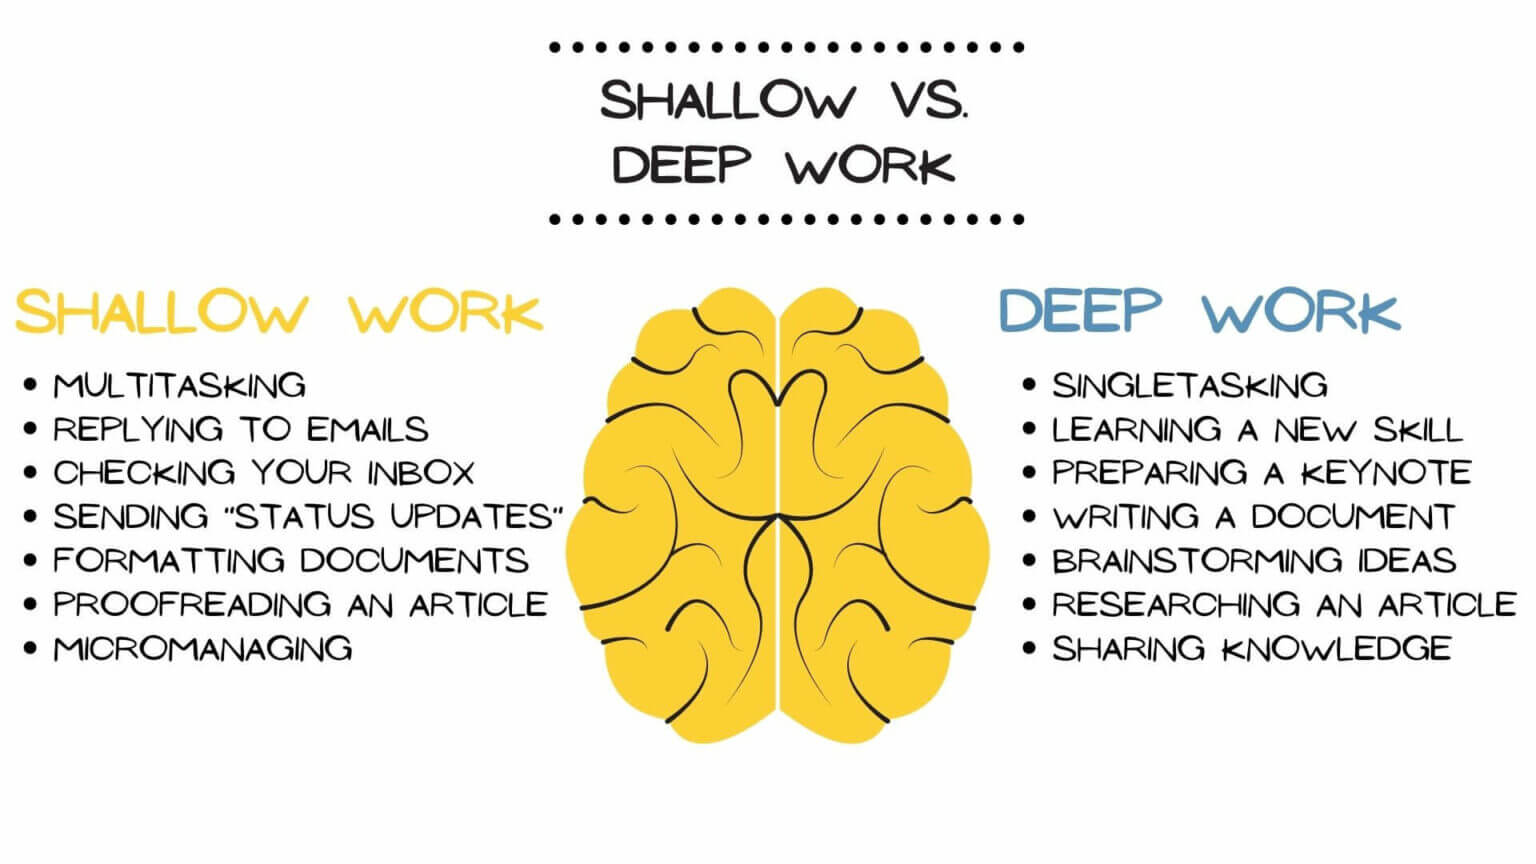 SHALLOW VS.
DEEP WORK
SHALLOW WORK
• MULTITASKING
• REPLYING TO EMAILS
• CHECKING YOUR INBOX
• SENDING "STATUS UPDATES"
• FORMATTING DOCUMENTS
• PROOFREADING AN ARTICLE
• MICROMANAGING
DEEP WORK
• SINGLETASKING
• LEARNING A NEW SKILL
• PREPARING A KEYNOTE
• WRITING A DOCUMENT
• BRAINSTORMING IDEAS
• RESEARCHING AN ARTICLE
• SHARING KNOWLEDGE